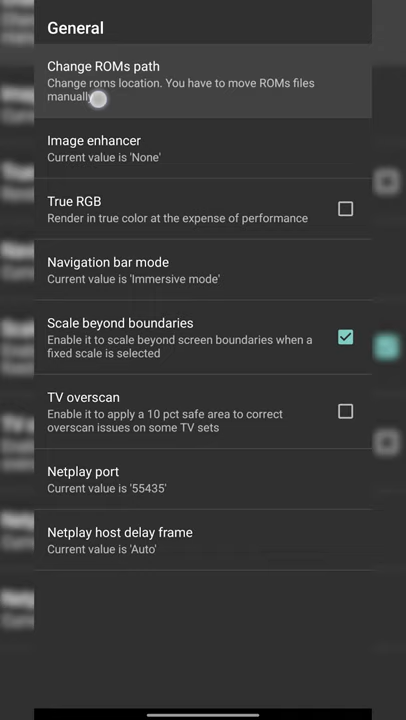 General
Change ROMs path
Change roms location. You have to move ROMs files
manually
Image enhancer
Current value is 'None'
True RGB
Render in true color at the expense of performance
Navigation bar mode
Current value is 'Immersive mode'
Scale beyond boundaries
Enable it to scale beyond screen boundaries when a
fixed scale is selected
TV overscan
Enable it to apply a 10 pct safe area to correct
overscan issues on some TV sets
Netplay port
Current value is '55435'
Netplay host delay frame
Current value is 'Auto'